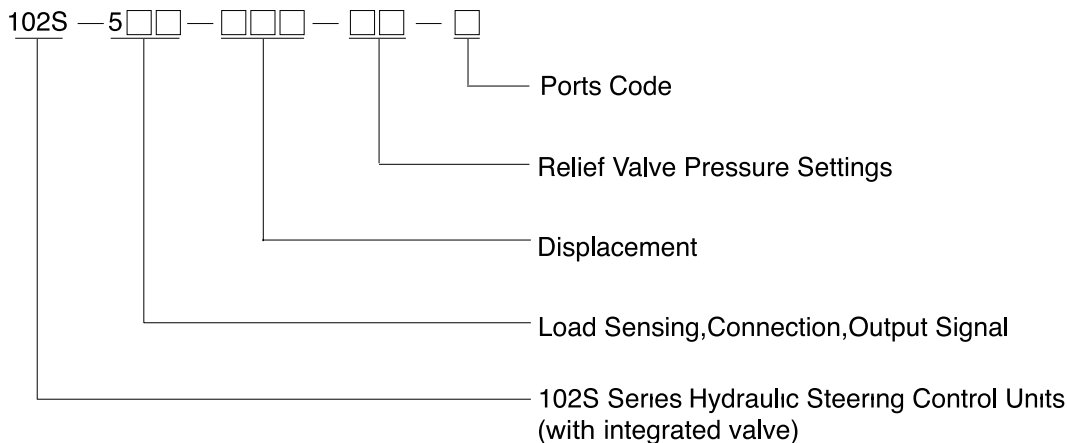 102S — 5□□ — □□□ — □□ — □
Ports Code
Relief Valve Pressure Settings
Displacement
Load Sensing,Connection,Output Signal
102S Series Hydraulic Steering Control Units
(with integrated valve)